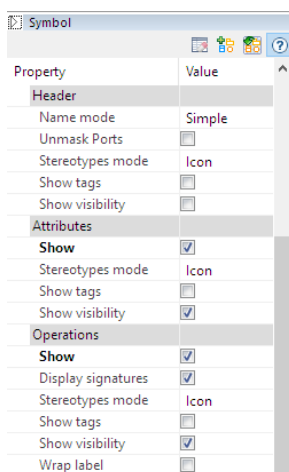 Symbol
?
Property Value
Header
Name mode Simple
Unmask Ports
Stereotypes mode Icon
Show tags
Show visibility
Attributes
Show
Stereotypes mode Icon
Show tags
Show visibility
Operations
Show
Display signatures
Stereotypes mode Icon
Show tags
Show visibility
Wrap label